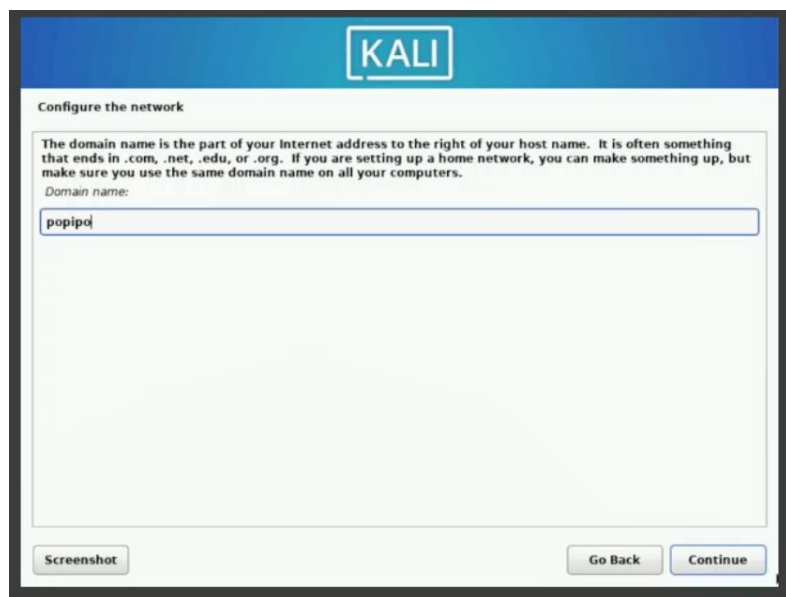 KALI
Configure the network
The domain name is the part of your Internet address to the right of your host name. It is often something
that ends in .com, .net, .edu, or .org. If you are setting up a home network, you can make something up, but
make sure you use the same domain name on all your computers.
Domain name:
popipo
Screenshot
Go Back
Continue